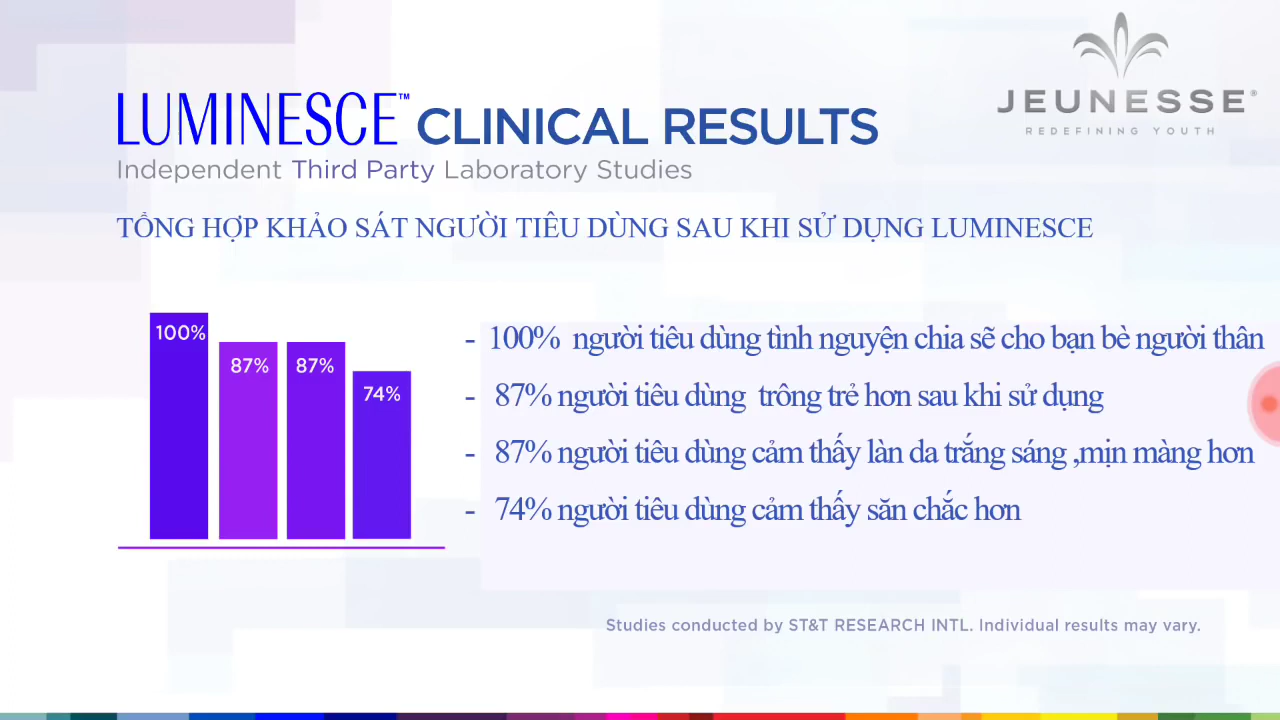 JEUNESSE®
REDEFINING YOUTH
LUMINESCE™ CLINICAL RESULTS
Independent Third Party Laboratory Studies
TỔNG HỢP KHẢO SÁT NGƯỜI TIÊU DÙNG SAU KHI SỬ DỤNG LUMINESCE
100%
87%
87%
74%
- 100% người tiêu dùng tình nguyện chia sẽ cho bạn bè người thân
- 87% người tiêu dùng trông trẻ hơn sau khi sử dụng
- 87% người tiêu dùng cảm thấy làn da trắng sáng ,mịn màng hơn
- 74% người tiêu dùng cảm thấy săn chắc hơn
Studies conducted by ST&T RESEARCH INTL. Individual results may vary.